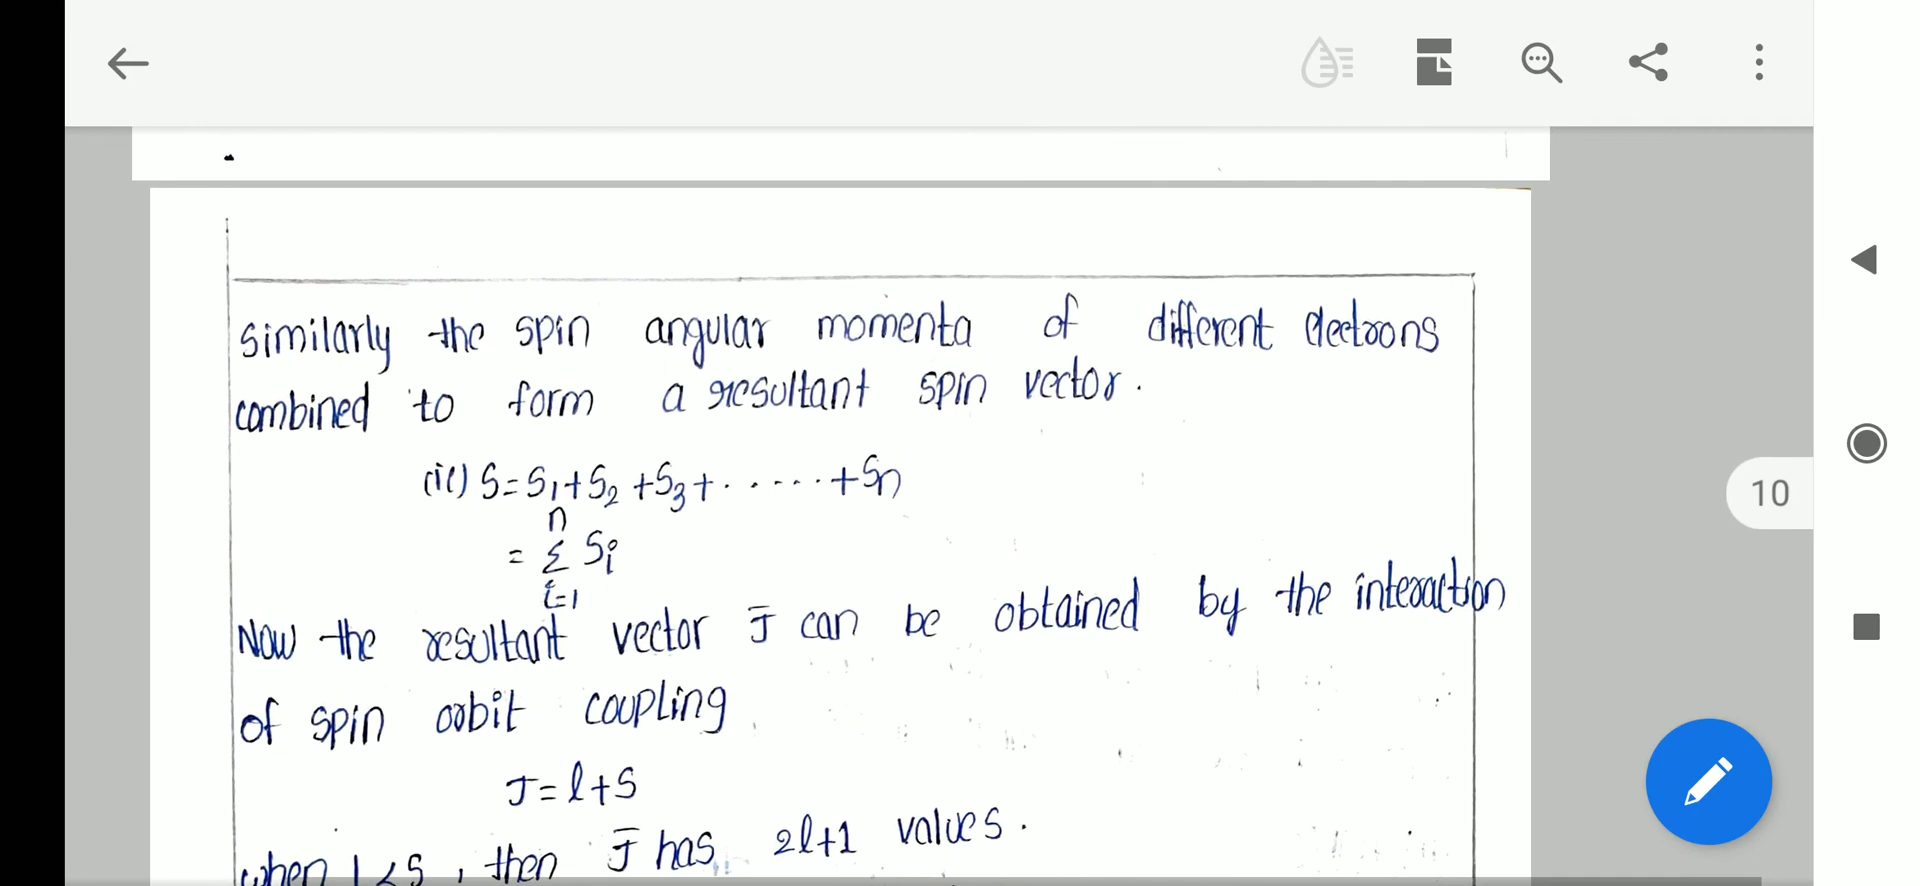 Similarly the spin angular momenta of different electrons
combined to form a resultant spin vector.
(ie) S=S₁+S₂+S₃+......+Sn
n
= Σ Si
i=1
Now the resultant vector J̅ can be obtained by the interaction
of spin orbit coupling
J=l+S
when l<S, then J̅ has 2l+1 values.
10